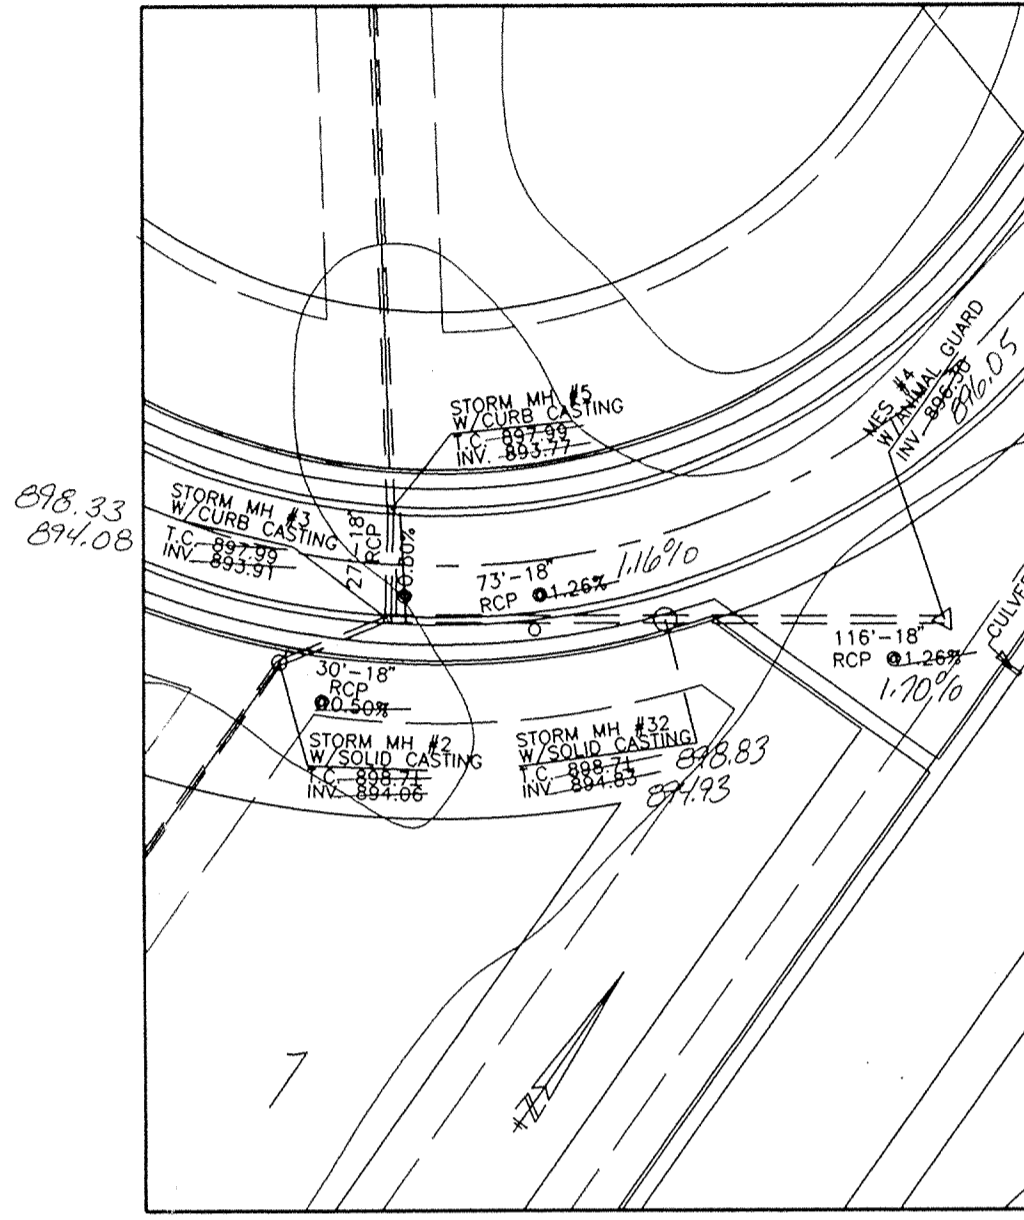 MES #4
W/ANIMAL GUARD
INV. 896.30
896.05
STORM MH #5
W/CURB CASTING
T.C. 897.99
INV. 893.77
898.33
894.08
STORM MH #3
W/CURB CASTING
T.C. 897.99
INV 893.91
27'-18"
RCP
0.80%
73'-18"
RCP @ 1.26%
1.16%
116'-18"
RCP @ 1.26%
1.70%
30'-18"
RCP
@0.50%
STORM MH #2
W/SOLID CASTING
T.C. 898.71
INV 894.06
STORM MH #32
W/SOLID CASTING
T.C. 898.71
INV 894.83
898.83
894.93
7
N